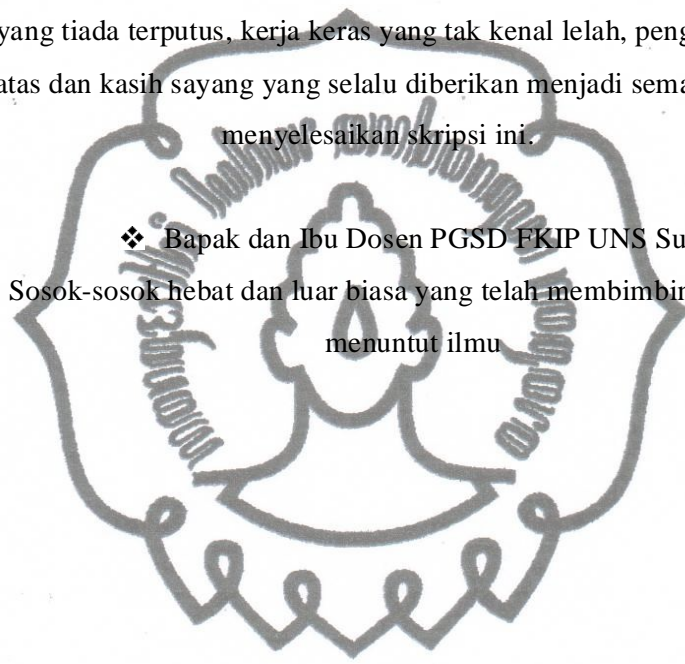 yang tiada terputus, kerja keras yang tak kenal lelah, peng
atas dan kasih sayang yang selalu diberikan menjadi sema
menyelesaikan skripsi ini.
❖ Bapak dan Ibu Dosen PGSD FKIP UNS Su
Sosok-sosok hebat dan luar biasa yang telah membimbin
menuntut ilmu